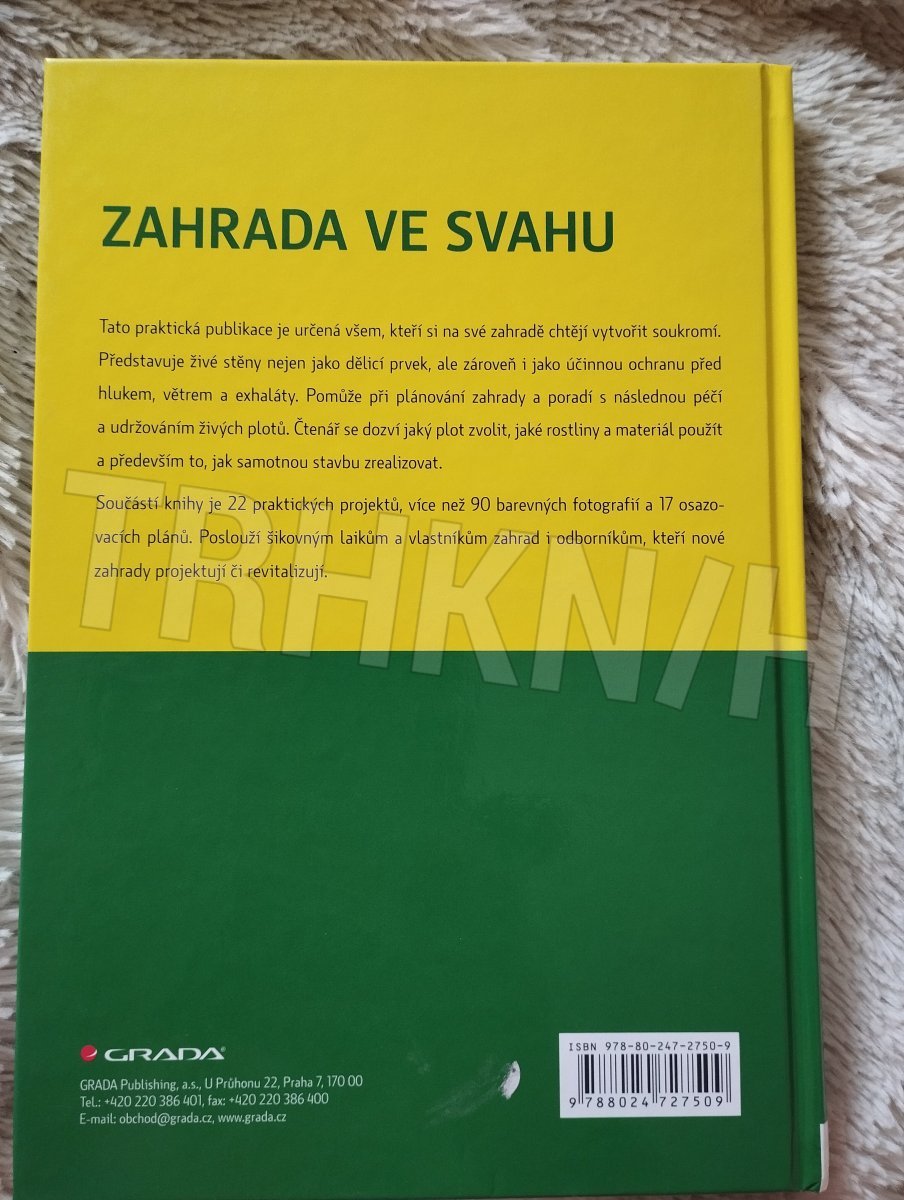 ZAHRADA VE SVAHU
Tato praktická publikace je určená všem, kteří si na své zahradě chtějí vytvořit soukromí.
Představuje živé stěny nejen jako dělicí prvek, ale zároveň i jako účinnou ochranu před
hlukem, větrem a exhaláty. Pomůže při plánování zahrady a poradí s následnou péčí
a udržováním živých plotů. Čtenář se dozví jaký plot zvolit, jaké rostliny a materiál použít
a především to, jak samotnou stavbu zrealizovat.
Součástí knihy je 22 praktických projektů, více než 90 barevných fotografií a 17 osazo-
vacích plánů. Poslouží šikovným laikům a vlastníkům zahrad i odborníkům, kteří nové
zahrady projektují či revitalizují.
TRHKN/H
GRADA®
GRADA Publishing, a.s., U Průhonu 22, Praha 7, 170 00
Tel.: +420 220 386 401, fax: +420 220 386 400
E-mail: obchod@grada.cz, www.grada.cz
ISBN 978-80-247-2750-9
9 788024 727509